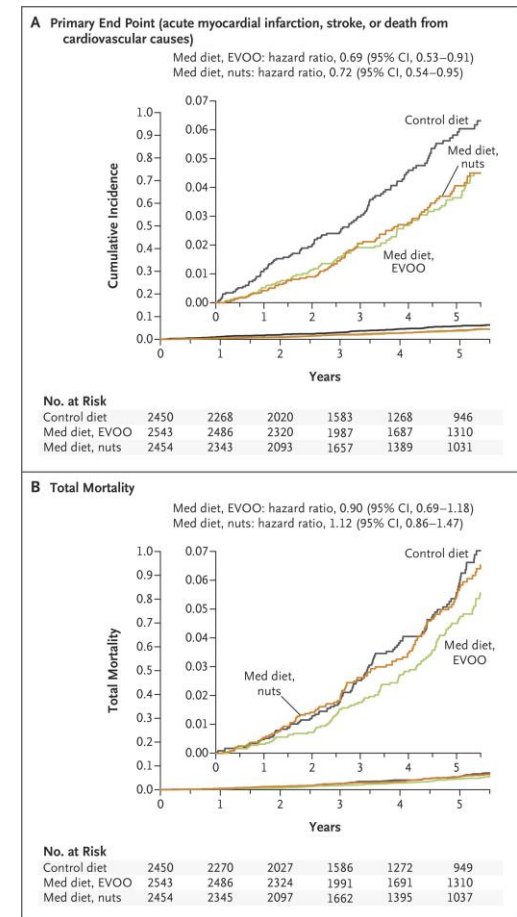 A Primary End Point (acute myocardial infarction, stroke, or death from
cardiovascular causes)
Med diet, EVOO: hazard ratio, 0.69 (95% CI, 0.53–0.91)
Med diet, nuts: hazard ratio, 0.72 (95% CI, 0.54–0.95)
Cumulative Incidence
1.0
0.9
0.8
0.7
0.6
0.5
0.4
0.3
0.2
0.1
0.0
0.07
0.06
0.05
0.04
0.03
0.02
0.01
0.00
Control diet
Med diet,
nuts
Med diet,
EVOO
0 1 2 3 4 5
0 1 2 3 4 5
Years
No. at Risk
Control diet 2450 2268 2020 1583 1268 946
Med diet, EVOO 2543 2486 2320 1987 1687 1310
Med diet, nuts 2454 2343 2093 1657 1389 1031
B Total Mortality
Med diet, EVOO: hazard ratio, 0.90 (95% CI, 0.69–1.18)
Med diet, nuts: hazard ratio, 1.12 (95% CI, 0.86–1.47)
Total Mortality
1.0
0.9
0.8
0.7
0.6
0.5
0.4
0.3
0.2
0.1
0.0
0.07
0.06
0.05
0.04
0.03
0.02
0.01
0.00
Control diet
Med diet,
EVOO
Med diet,
nuts
0 1 2 3 4 5
0 1 2 3 4 5
Years
No. at Risk
Control diet 2450 2270 2027 1586 1272 949
Med diet, EVOO 2543 2486 2324 1991 1691 1310
Med diet, nuts 2454 2345 2097 1662 1395 1037